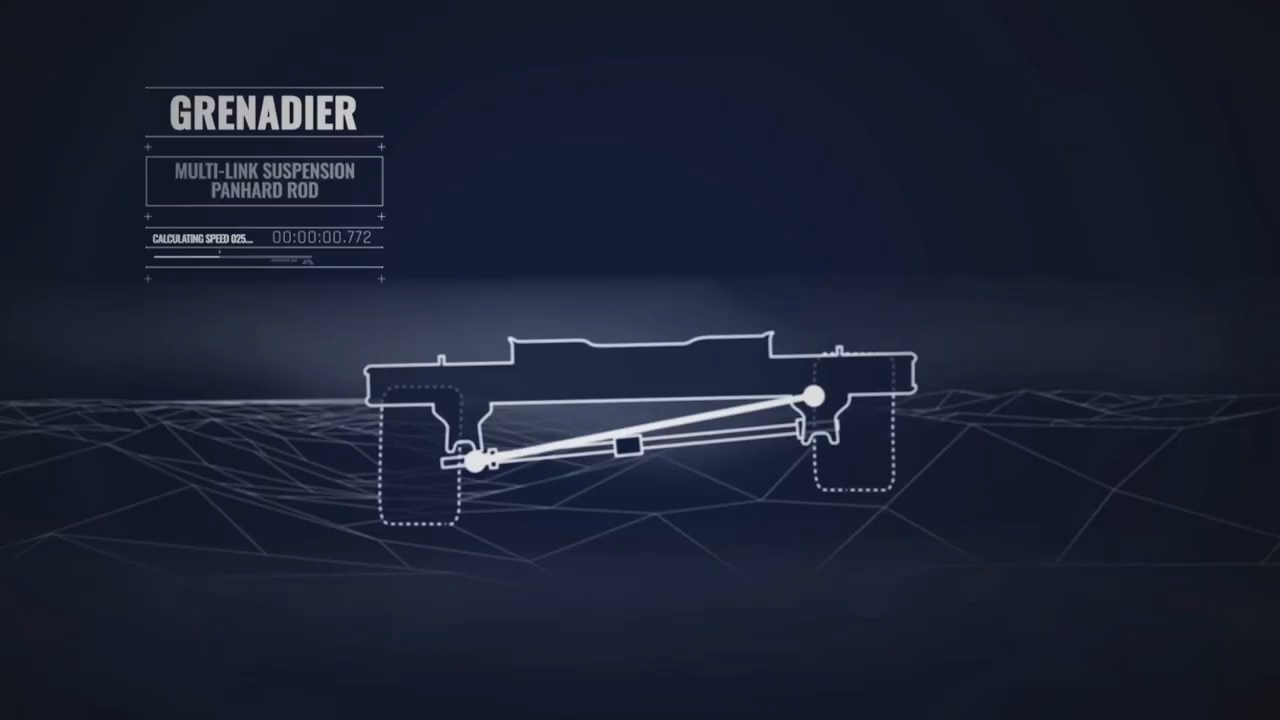 GRENADIER
MULTI-LINK SUSPENSION
PANHARD ROD
CALCULATING SPEED 025... 00:00:00.772